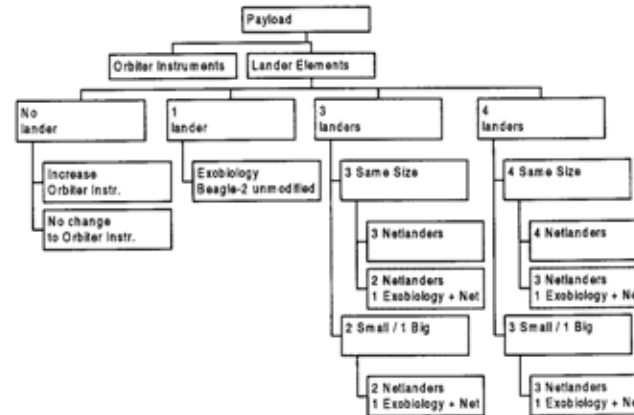 Payload
Orbiter Instruments
Lander Elements
No
lander
1
lander
3
landers
4
landers
Increase
Orbiter Instr.
No change
to Orbiter Instr.
Exobiology
Beagle-2 unmodified
3 Same Size
3 Netlanders
2 Netlanders
1 Exobiology + Net
2 Small / 1 Big
2 Netlanders
1 Exobiology + Net
4 Same Size
4 Netlanders
3 Netlanders
1 Exobiology + Net
3 Small / 1 Big
3 Netlanders
1 Exobiology + Net